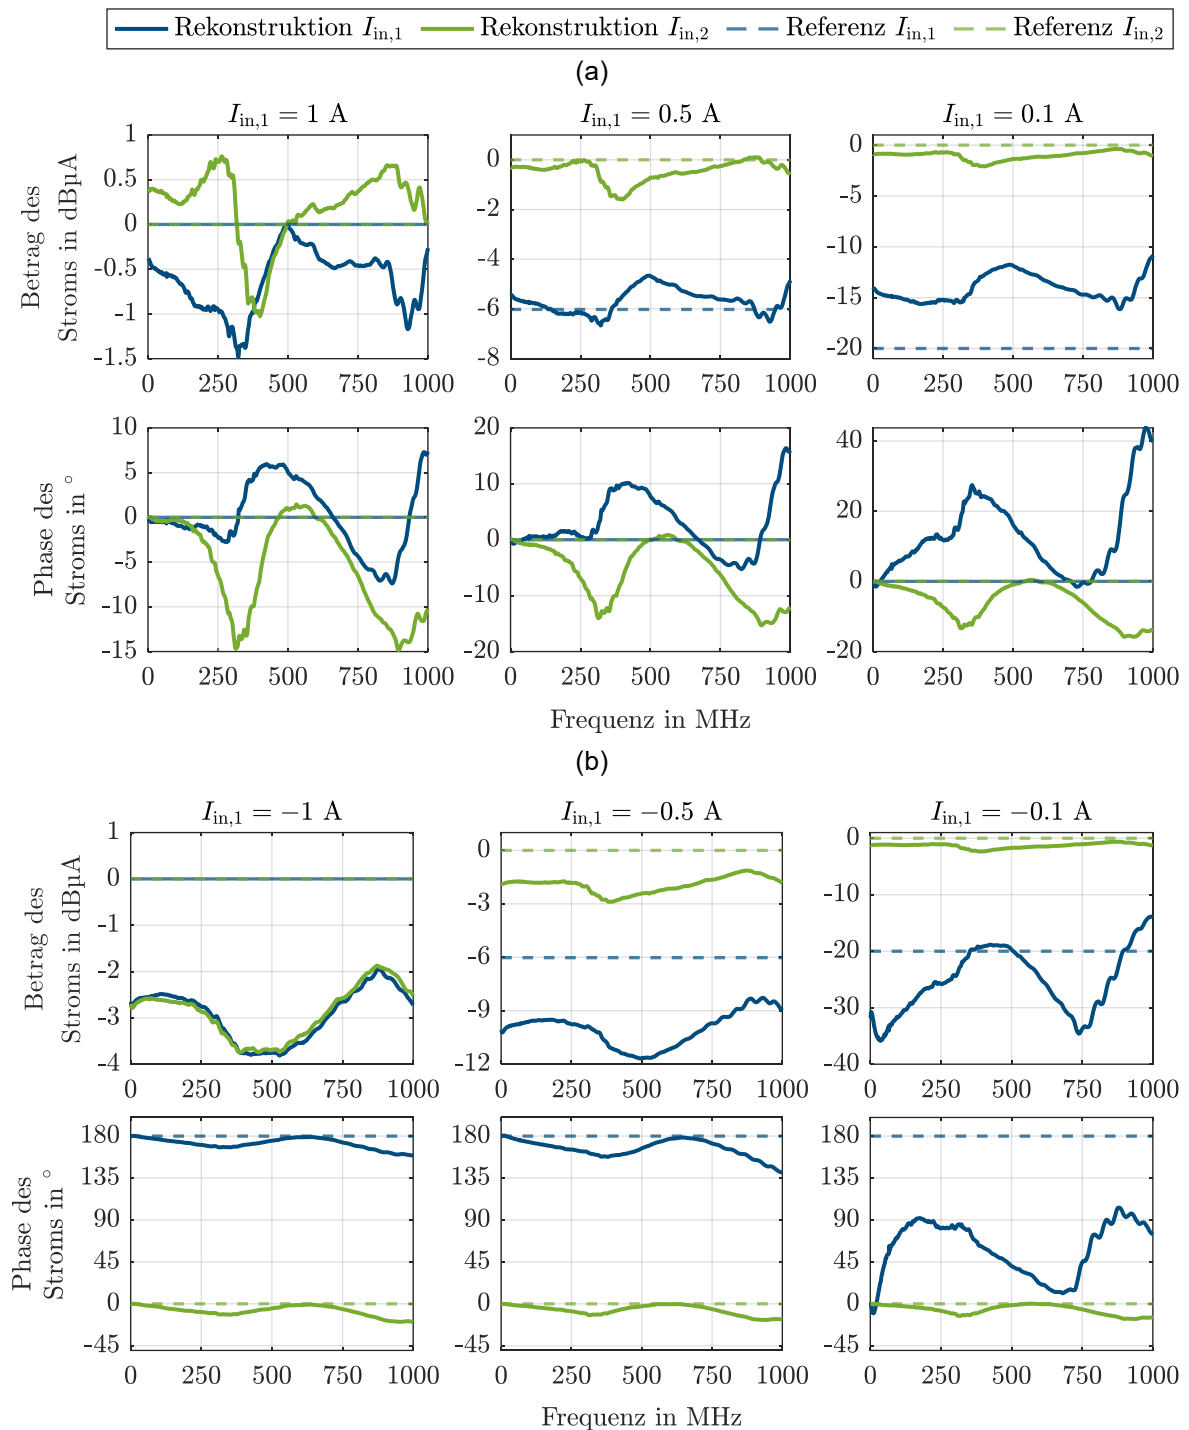 Rekonstruktion I_in,1 Rekonstruktion I_in,2 Referenz I_in,1 Referenz I_in,2
(a)
I_in,1 = 1 A I_in,1 = 0.5 A I_in,1 = 0.1 A
Betrag des
Stroms in dBµA
1
0.5
0
-0.5
-1
-1.5
0 250 500 750 1000
0
-2
-4
-6
-8
0 250 500 750 1000
0
-5
-10
-15
-20
0 250 500 750 1000
Phase des
Stroms in °
10
5
0
-5
-10
-15
0 250 500 750 1000
20
10
0
-10
-20
0 250 500 750 1000
40
20
0
-20
0 250 500 750 1000
Frequenz in MHz
(b)
I_in,1 = −1 A I_in,1 = −0.5 A I_in,1 = −0.1 A
Betrag des
Stroms in dBµA
1
0
-1
-2
-3
-4
0 250 500 750 1000
0
-3
-6
-9
-12
0 250 500 750 1000
0
-10
-20
-30
-40
0 250 500 750 1000
Phase des
Stroms in °
180
135
90
45
0
-45
0 250 500 750 1000
180
135
90
45
0
-45
0 250 500 750 1000
180
135
90
45
0
-45
0 250 500 750 1000
Frequenz in MHz